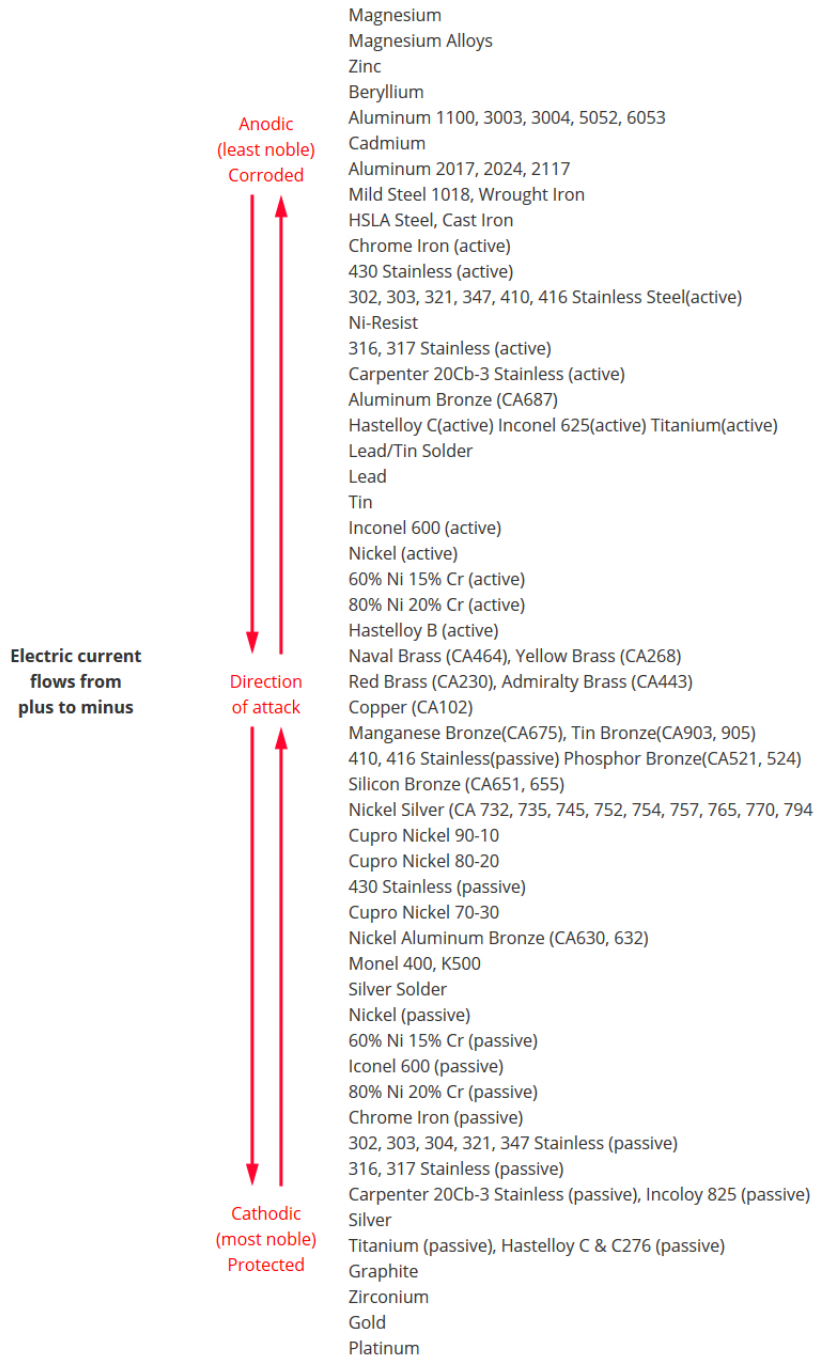 Magnesium
Magnesium Alloys
Zinc
Beryllium
Anodic
(least noble)
Corroded
Aluminum 1100, 3003, 3004, 5052, 6053
Cadmium
Aluminum 2017, 2024, 2117
Mild Steel 1018, Wrought Iron
HSLA Steel, Cast Iron
Chrome Iron (active)
430 Stainless (active)
302, 303, 321, 347, 410, 416 Stainless Steel(active)
Ni-Resist
316, 317 Stainless (active)
Carpenter 20Cb-3 Stainless (active)
Aluminum Bronze (CA687)
Hastelloy C(active) Inconel 625(active) Titanium(active)
Lead/Tin Solder
Lead
Tin
Inconel 600 (active)
Nickel (active)
60% Ni 15% Cr (active)
80% Ni 20% Cr (active)
Hastelloy B (active)
Electric current
flows from
plus to minus
Direction
of attack
Naval Brass (CA464), Yellow Brass (CA268)
Red Brass (CA230), Admiralty Brass (CA443)
Copper (CA102)
Manganese Bronze(CA675), Tin Bronze(CA903, 905)
410, 416 Stainless(passive) Phosphor Bronze(CA521, 524)
Silicon Bronze (CA651, 655)
Nickel Silver (CA 732, 735, 745, 752, 754, 757, 765, 770, 794
Cupro Nickel 90-10
Cupro Nickel 80-20
430 Stainless (passive)
Cupro Nickel 70-30
Nickel Aluminum Bronze (CA630, 632)
Monel 400, K500
Silver Solder
Nickel (passive)
60% Ni 15% Cr (passive)
Iconel 600 (passive)
80% Ni 20% Cr (passive)
Chrome Iron (passive)
302, 303, 304, 321, 347 Stainless (passive)
316, 317 Stainless (passive)
Carpenter 20Cb-3 Stainless (passive), Incoloy 825 (passive)
Cathodic
(most noble)
Protected
Silver
Titanium (passive), Hastelloy C & C276 (passive)
Graphite
Zirconium
Gold
Platinum